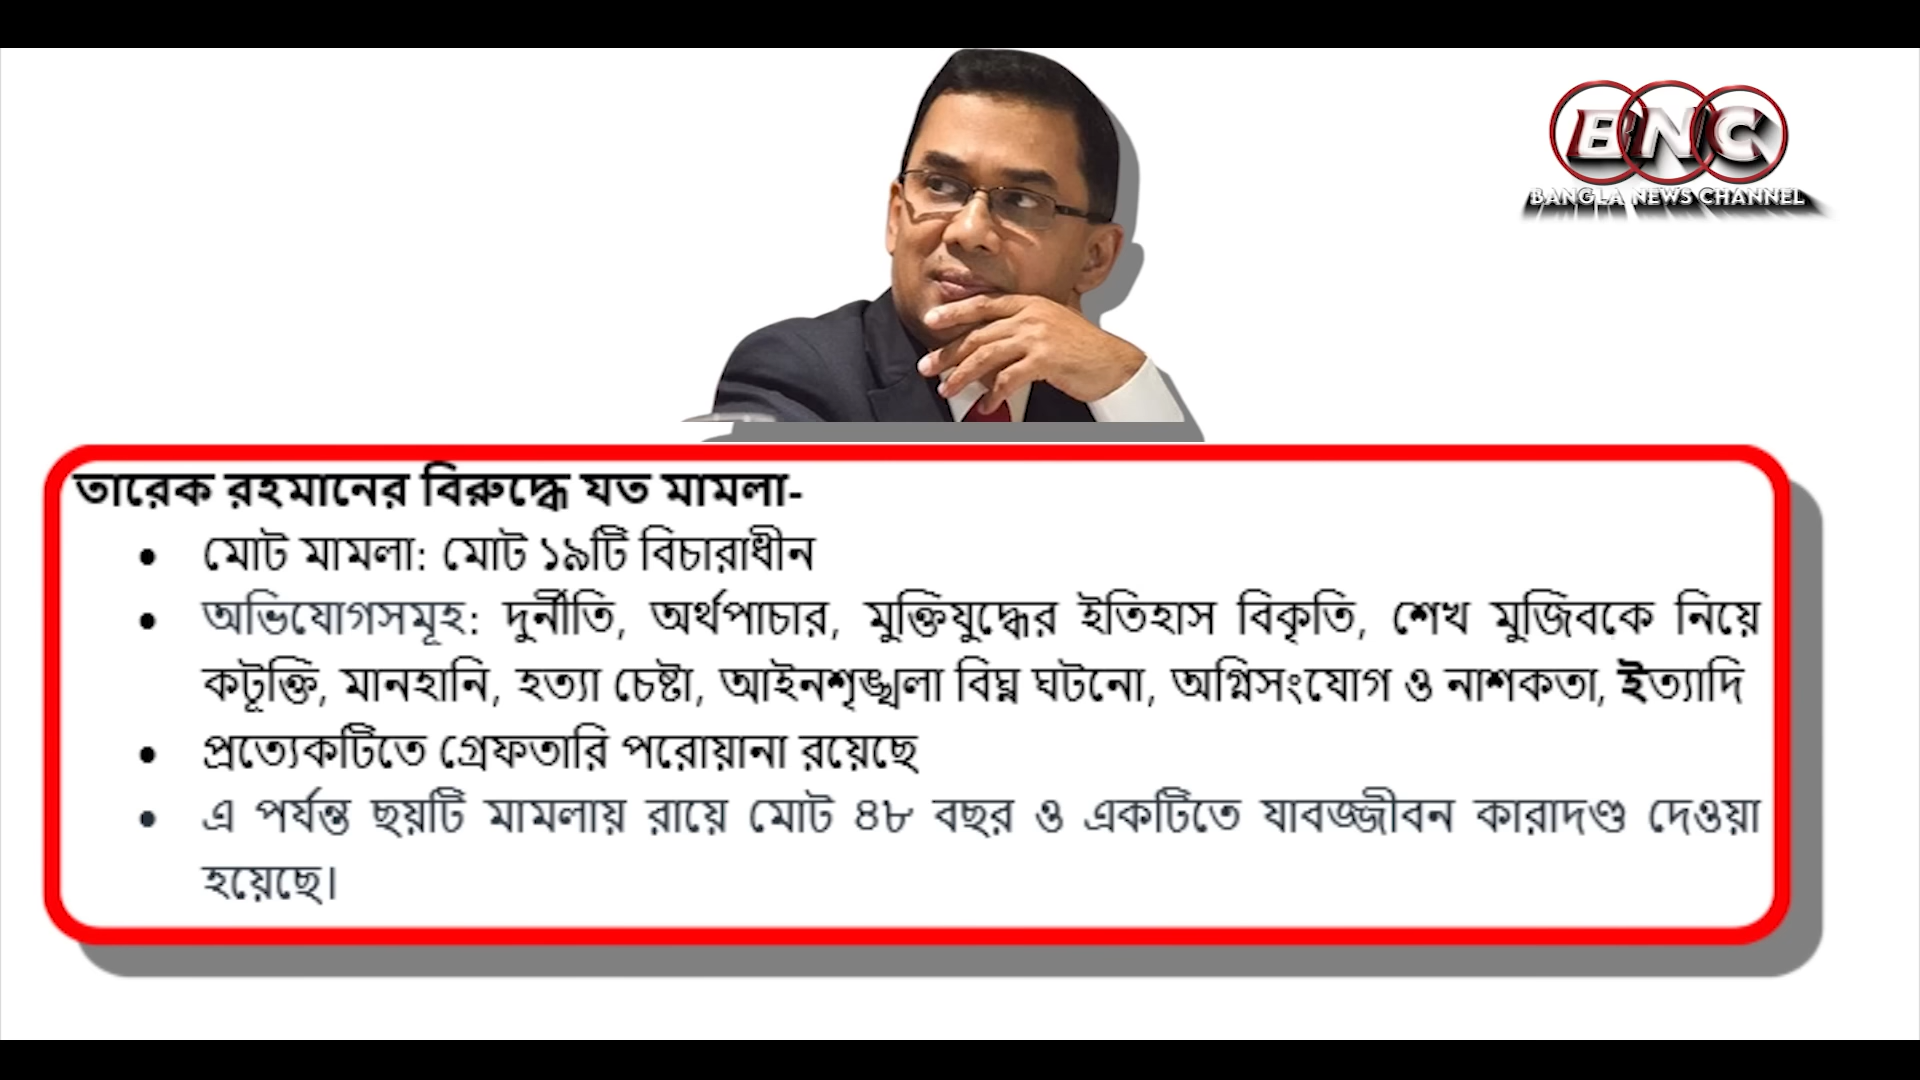 BNC
BANGLA NEWS CHANNEL
তারেক রহমানের বিরুদ্ধে যত মামলা-
• মোট মামলা: মোট ১৯টি বিচারাধীন
• অভিযোগসমূহ: দুর্নীতি, অর্থপাচার, মুক্তিযুদ্ধের ইতিহাস বিকৃতি, শেখ মুজিবকে নিয়ে
কটূক্তি, মানহানি, হত্যা চেষ্টা, আইনশৃঙ্খলা বিঘ্ন ঘটনো, অগ্নিসংযোগ ও নাশকতা, ইত্যাদি
• প্রত্যেকটিতে গ্রেফতারি পরোয়ানা রয়েছে
• এ পর্যন্ত ছয়টি মামলায় রায়ে মোট ৪৮ বছর ও একটিতে যাবজ্জীবন কারাদণ্ড দেওয়া
হয়েছে।